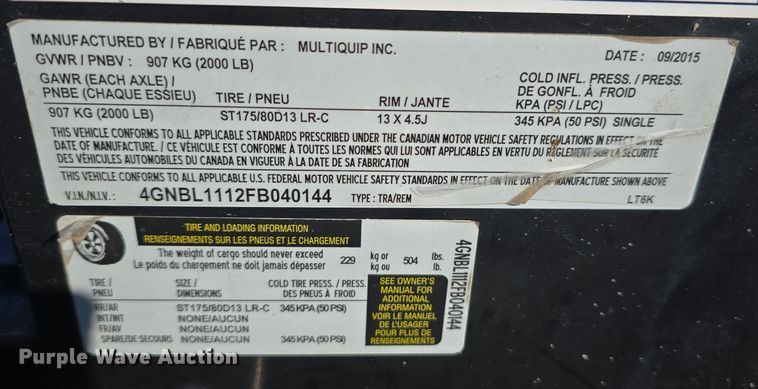 MANUFACTURED BY / FABRIQUÉ PAR : MULTIQUIP INC.
DATE : 09/2015
GVWR / PNBV : 907 KG (2000 LB)
GAWR (EACH AXLE) /
PNBE (CHAQUE ESSIEU)
TIRE / PNEU
RIM / JANTE
COLD INFL. PRESS. / PRESS.
DE GONFL. À FROID
KPA (PSI / LPC)
907 KG (2000 LB) ST175/80D13 LR-C 13 X 4.5J 345 KPA (50 PSI) SINGLE
THIS VEHICLE CONFORMS TO ALL APPLICABLE STANDARDS PRESCRIBED UNDER THE CANADIAN MOTOR VEHICLE SAFETY REGULATIONS IN EFFECT ON THE
DATE OF MANUFACTURE. / CE VÉHICULE EST CONFORME À TOUTES LES NORMES QUI LUI SONT APPLICABLES EN VERTU DU RÈGLEMENT SUR LA SÉCURITÉ
DES VÉHICULES AUTOMOBILES DU CANADA EN VIGUEUR À LA DATE DE SA FABRICATION
THIS VEHICLE CONFORMS TO ALL APPLICABLE FEDERAL MOTOR VEHICLE SAFETY STANDARDS IN EFFECT ON THE DATE OF MANUFACTURE SHOWN ABOVE
V.I.N./N.I.V.: 4GNBL1112FB040144 TYPE : TRA/REM LT6K
TIRE AND LOADING INFORMATION
RENSEIGNEMENTS SUR LES PNEUS ET LE CHARGEMENT
The weight of cargo should never exceed
Le poids du chargement ne doit jamais dépasser
229 kg or 504 lbs.
kg ou lb.
TIRE / SIZE / COLD TIRE PRESS. / PRESS.
PNEU DIMENSIONS DES PNEUS À FROID
RR/AR ST175/80D13 LR-C 345 KPA (50 PSI)
INT/INT NONE/AUCUN
FR/AV NONE/AUCUN
SPARE/DE SECOURS NONE/AUCUN 345 KPA (50 PSI)
SEE OWNER'S
MANUAL FOR
ADDITIONAL
INFORMATION
VOIR LE MANUEL
DE L'USAGER
POUR PLUS DE
RENSEIGNEMENTS
4GNBL1112FB040144
Purple Wave Auction